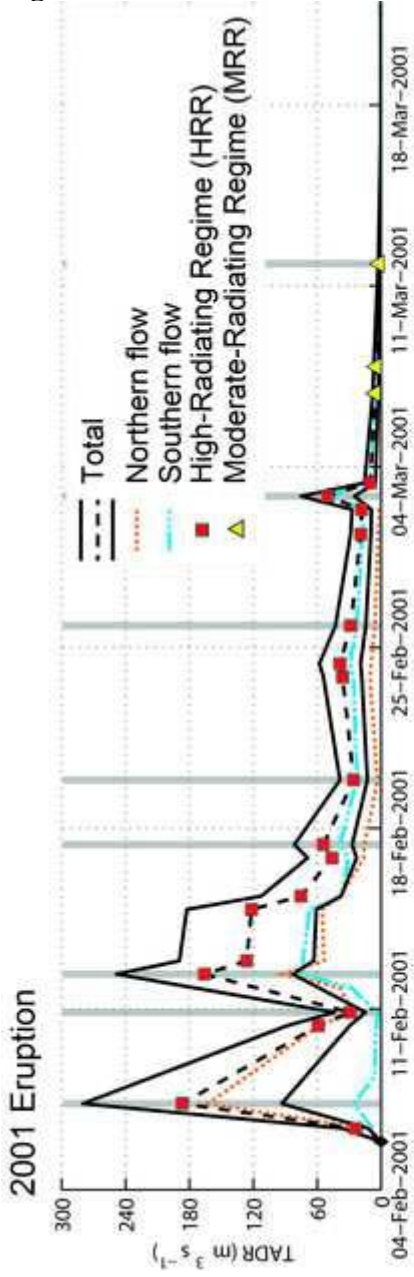 2001 Eruption
Total
Northern flow
Southern flow
High-Radiating Regime (HRR)
Moderate-Radiating Regime (MRR)
TADR (m³ s⁻¹)
300
240
180
120
60
0
04-Feb-2001
11-Feb-2001
18-Feb-2001
25-Feb-2001
04-Mar-2001
11-Mar-2001
18-Mar-2001